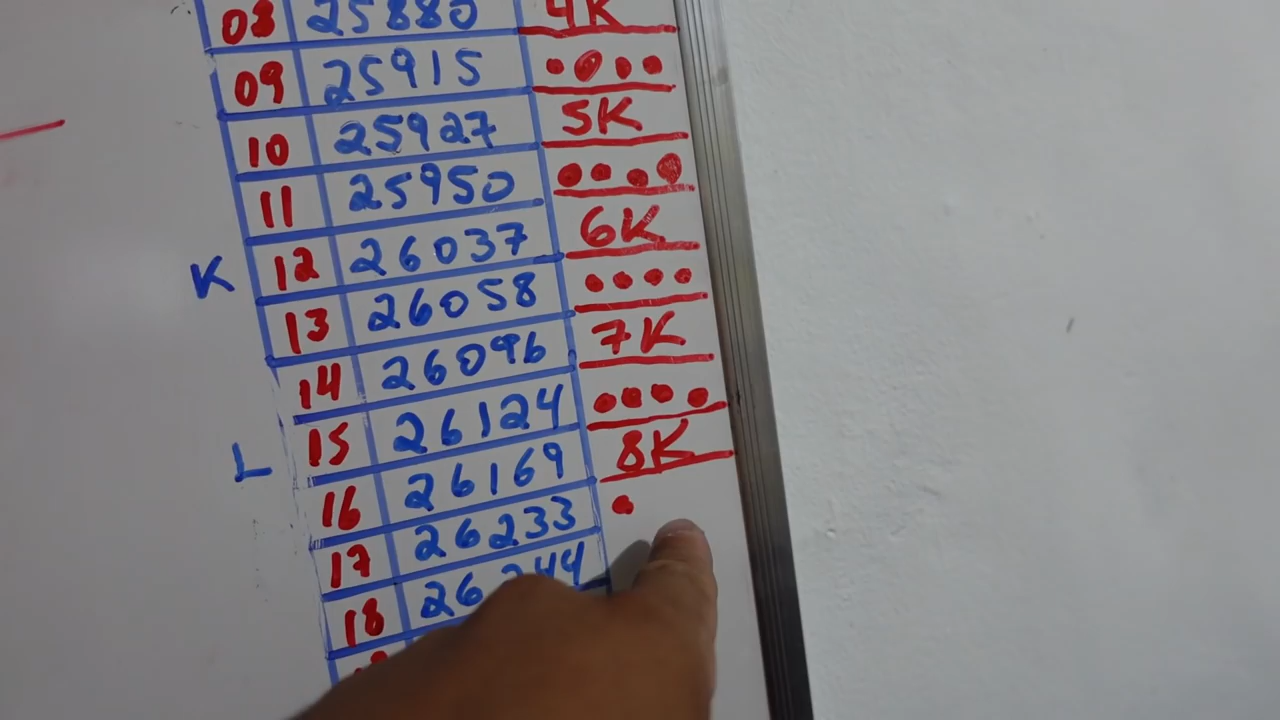 08 25880 4K
09 25915
10 25927 5K
11 25950
K 12 26037 6K
13 26058
14 26096 7K
L 15 26124
16 26169 8K
17 26233
18